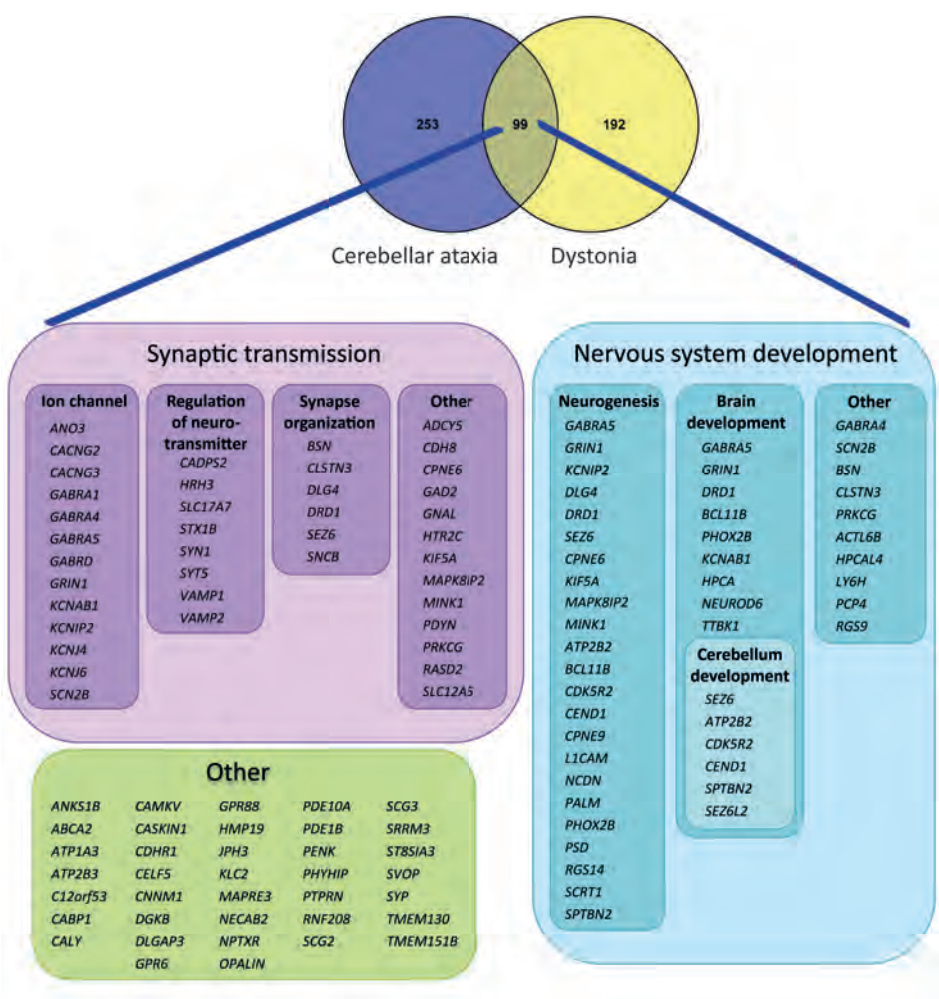 253
99
192
Cerebellar ataxia
Dystonia
Synaptic transmission
Ion channel
ANO3
CACNG2
CACNG3
GABRA1
GABRA4
GABRA5
GABRD
GRIN1
KCNAB1
KCNIP2
KCNJ4
KCNJ6
SCN2B
Regulation
of neuro-
transmitter
CADPS2
HRH3
SLC17A7
STX1B
SYN1
SYT5
VAMP1
VAMP2
Synapse
organization
BSN
CLSTN3
DLG4
DRD1
SEZ6
SNCB
Other
ADCY5
CDH8
CPNE6
GAD2
GNAL
HTR2C
KIF5A
MAPK8IP2
MINK1
PDYN
PRKCG
RASD2
SLC12A5
Nervous system development
Neurogenesis
GABRA5
GRIN1
KCNIP2
DLG4
DRD1
SEZ6
CPNE6
KIF5A
MAPK8IP2
MINK1
ATP2B2
BCL11B
CDK5R2
CEND1
CPNE9
L1CAM
NCDN
PALM
PHOX2B
PSD
RGS14
SCRT1
SPTBN2
Brain
development
GABRA5
GRIN1
DRD1
BCL11B
PHOX2B
KCNAB1
HPCA
NEUROD6
TTBK1
Cerebellum
development
SEZ6
ATP2B2
CDK5R2
CEND1
SPTBN2
SEZ6L2
Other
GABRA4
SCN2B
BSN
CLSTN3
PRKCG
ACTL6B
HPCAL4
LY6H
PCP4
RGS9
Other
ANKS1B
ABCA2
ATP1A3
ATP2B3
C12orf53
CABP1
CALY
CAMKV
CASKIN1
CDHR1
CELF5
CNNM1
DGKB
DLGAP3
GPR6
GPR88
HMP19
JPH3
KLC2
MAPRE3
NECAB2
NPTXR
OPALIN
PDE10A
PDE1B
PENK
PHYHIP
PTPRN
RNF208
SCG2
SCG3
SRRM3
ST8SIA3
SVOP
SYP
TMEM130
TMEM151B